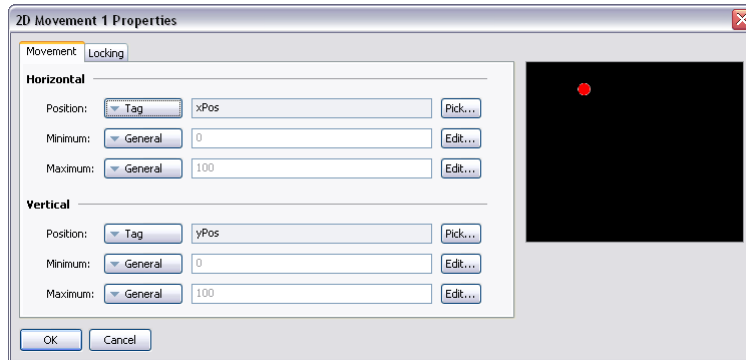 2D Movement 1 Properties
Movement Locking
Horizontal
Position: Tag xPos Pick...
Minimum: General 0 Edit...
Maximum: General 100 Edit...
Vertical
Position: Tag yPos Pick...
Minimum: General 0 Edit...
Maximum: General 100 Edit...
OK Cancel